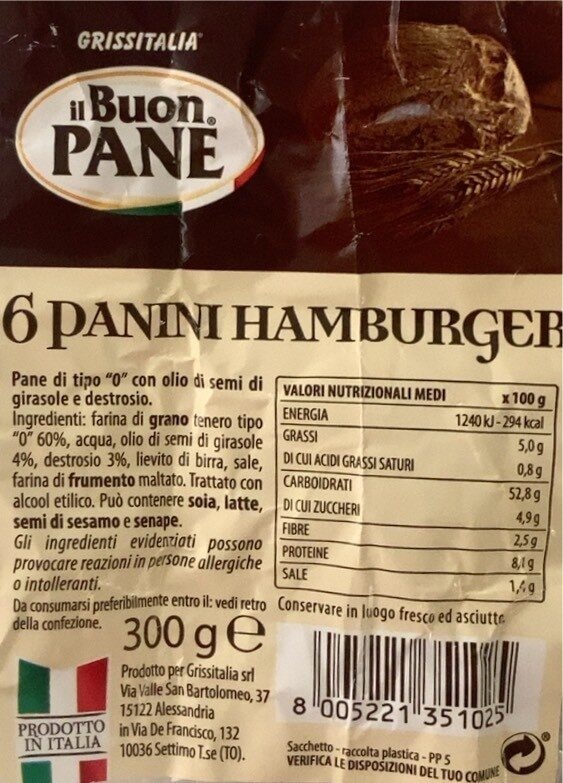 GRISSITALIA
il Buon®
PANE
6 PANINI HAMBURGER
Pane di tipo "0" con olio di semi di
girasole e destrosio.
Ingredienti: farina di grano tenero tipo
"0" 60%, acqua, olio di semi di girasole
4%, destrosio 3%, lievito di birra, sale,
farina di frumento maltato. Trattato con
alcool etilico. Può contenere soia, latte,
semi di sesamo e senape.
Gli ingredienti evidenziati possono
provocare reazioni in persone allergiche
o intolleranti.
Da consumarsi preferibilmente entro il: vedi retro
della confezione.
300 g e
VALORI NUTRIZIONALI MEDI x 100 g
ENERGIA 1240 kJ - 294 kcal
GRASSI 5,0 g
DI CUI ACIDI GRASSI SATURI 0,8 g
CARBOIDRATI 52,8 g
DI CUI ZUCCHERI 4,9 g
FIBRE 2,5 g
PROTEINE 8,1 g
SALE g
Conservare in luogo fresco ed asciutto
PRODOTTO
IN ITALIA
Prodotto per Grissitalia srl
Via Valle San Bartolomeo, 37
15122 Alessandria
in Via De Francisco, 132
10036 Settimo T.se (TO).
8 005221 351025
Sacchetto - raccolta plastica - PP 5
VERIFICA LE DISPOSIZIONI DEL TUO COMUNE